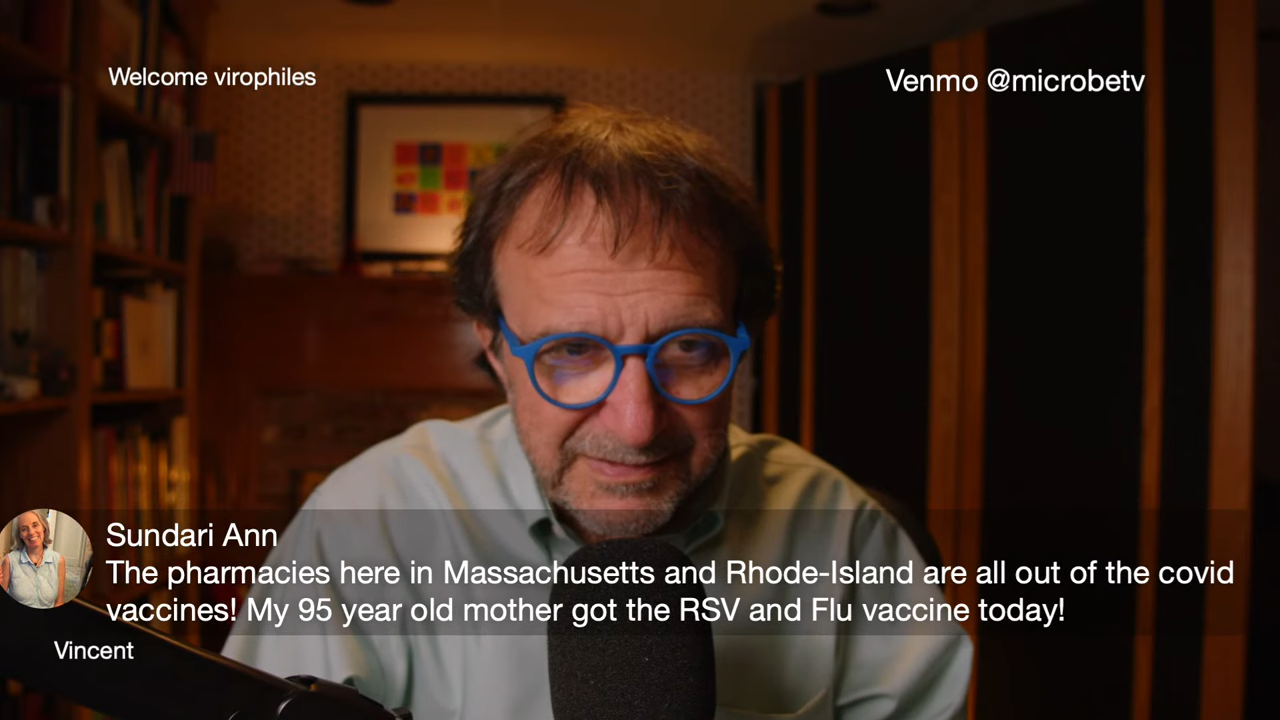 Welcome virophiles
Venmo @microbetv
Sundari Ann
The pharmacies here in Massachusetts and Rhode-Island are all out of the covid
vaccines! My 95 year old mother got the RSV and Flu vaccine today!
Vincent